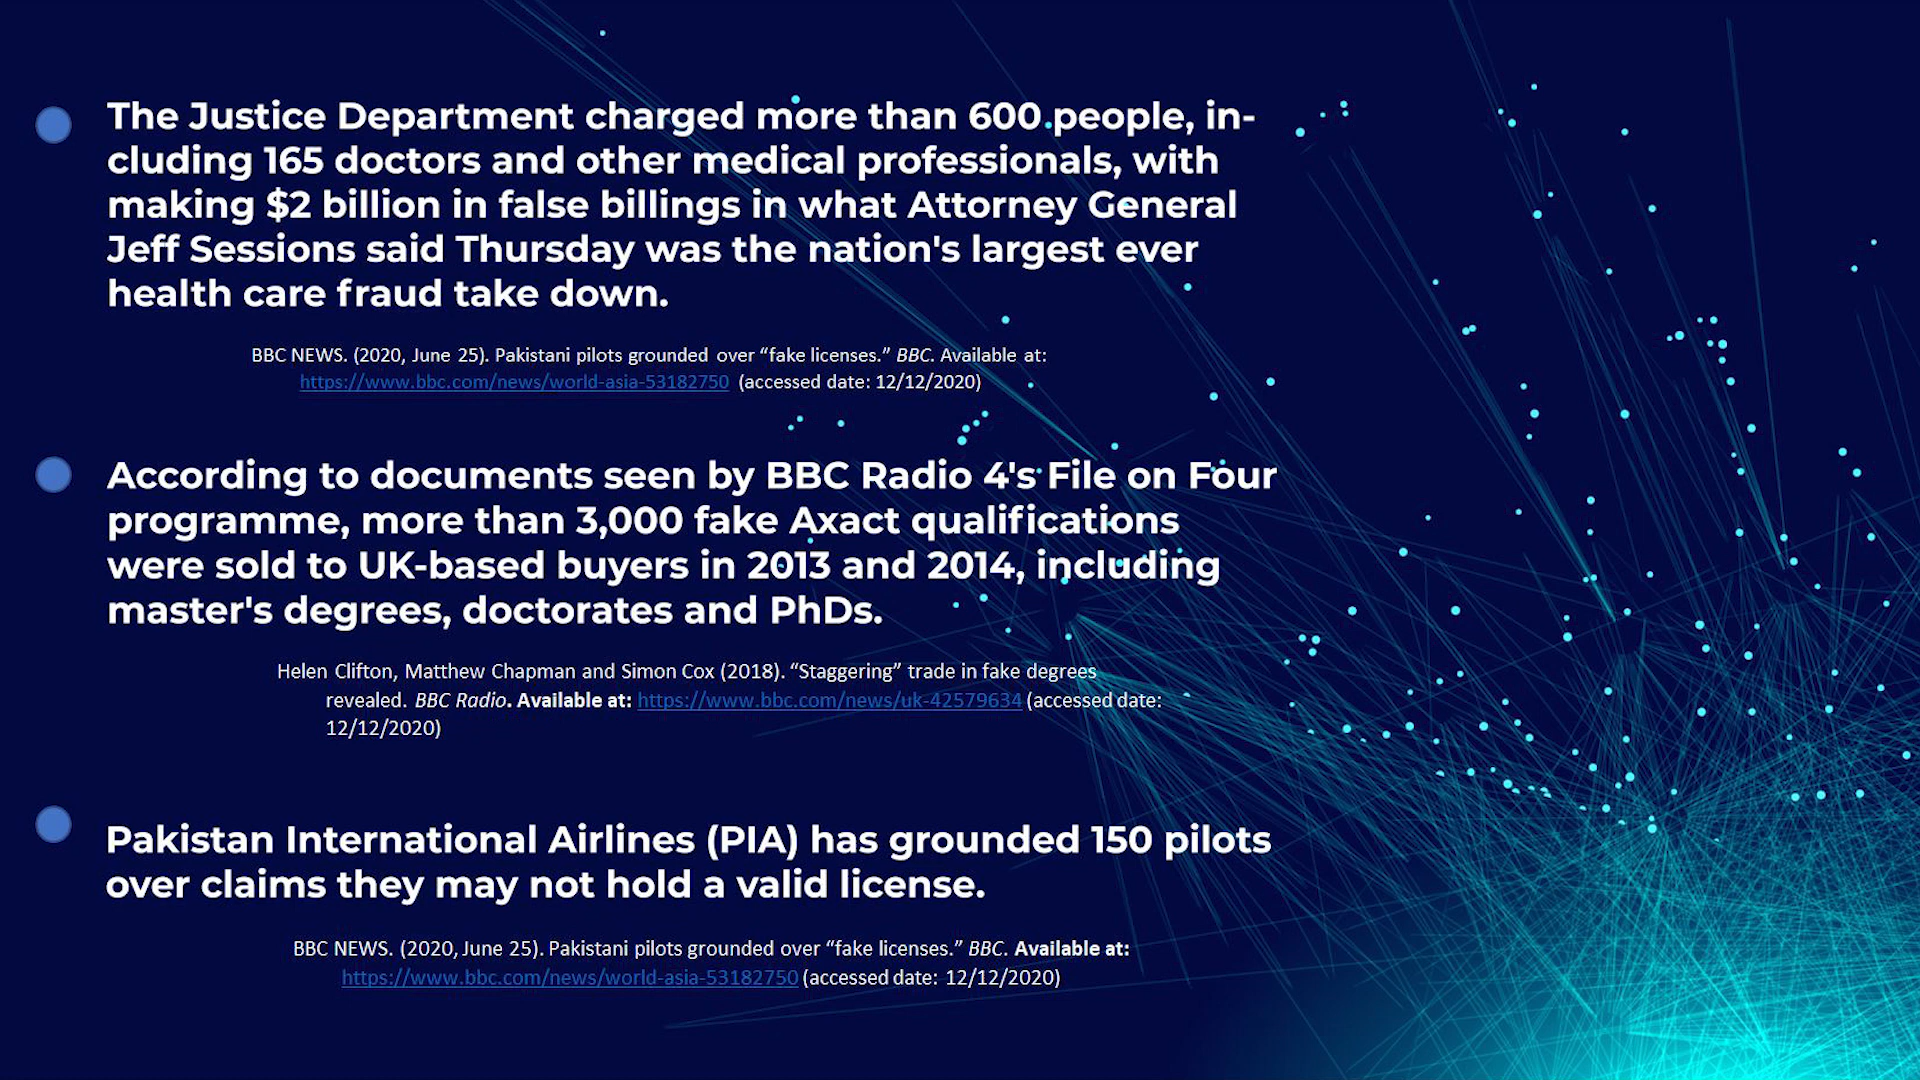 The Justice Department charged more than 600 people, in-
cluding 165 doctors and other medical professionals, with
making $2 billion in false billings in what Attorney General
Jeff Sessions said Thursday was the nation's largest ever
health care fraud take down.
BBC NEWS. (2020, June 25). Pakistani pilots grounded over “fake licenses.” BBC. Available at:
https://www.bbc.com/news/world-asia-53182750 (accessed date: 12/12/2020)
According to documents seen by BBC Radio 4's File on Four
programme, more than 3,000 fake Axact qualifications
were sold to UK-based buyers in 2013 and 2014, including
master's degrees, doctorates and PhDs.
Helen Clifton, Matthew Chapman and Simon Cox (2018). “Staggering” trade in fake degrees
revealed. BBC Radio. Available at: https://www.bbc.com/news/uk-42579634 (accessed date:
12/12/2020)
Pakistan International Airlines (PIA) has grounded 150 pilots
over claims they may not hold a valid license.
BBC NEWS. (2020, June 25). Pakistani pilots grounded over “fake licenses.” BBC. Available at:
https://www.bbc.com/news/world-asia-53182750 (accessed date: 12/12/2020)